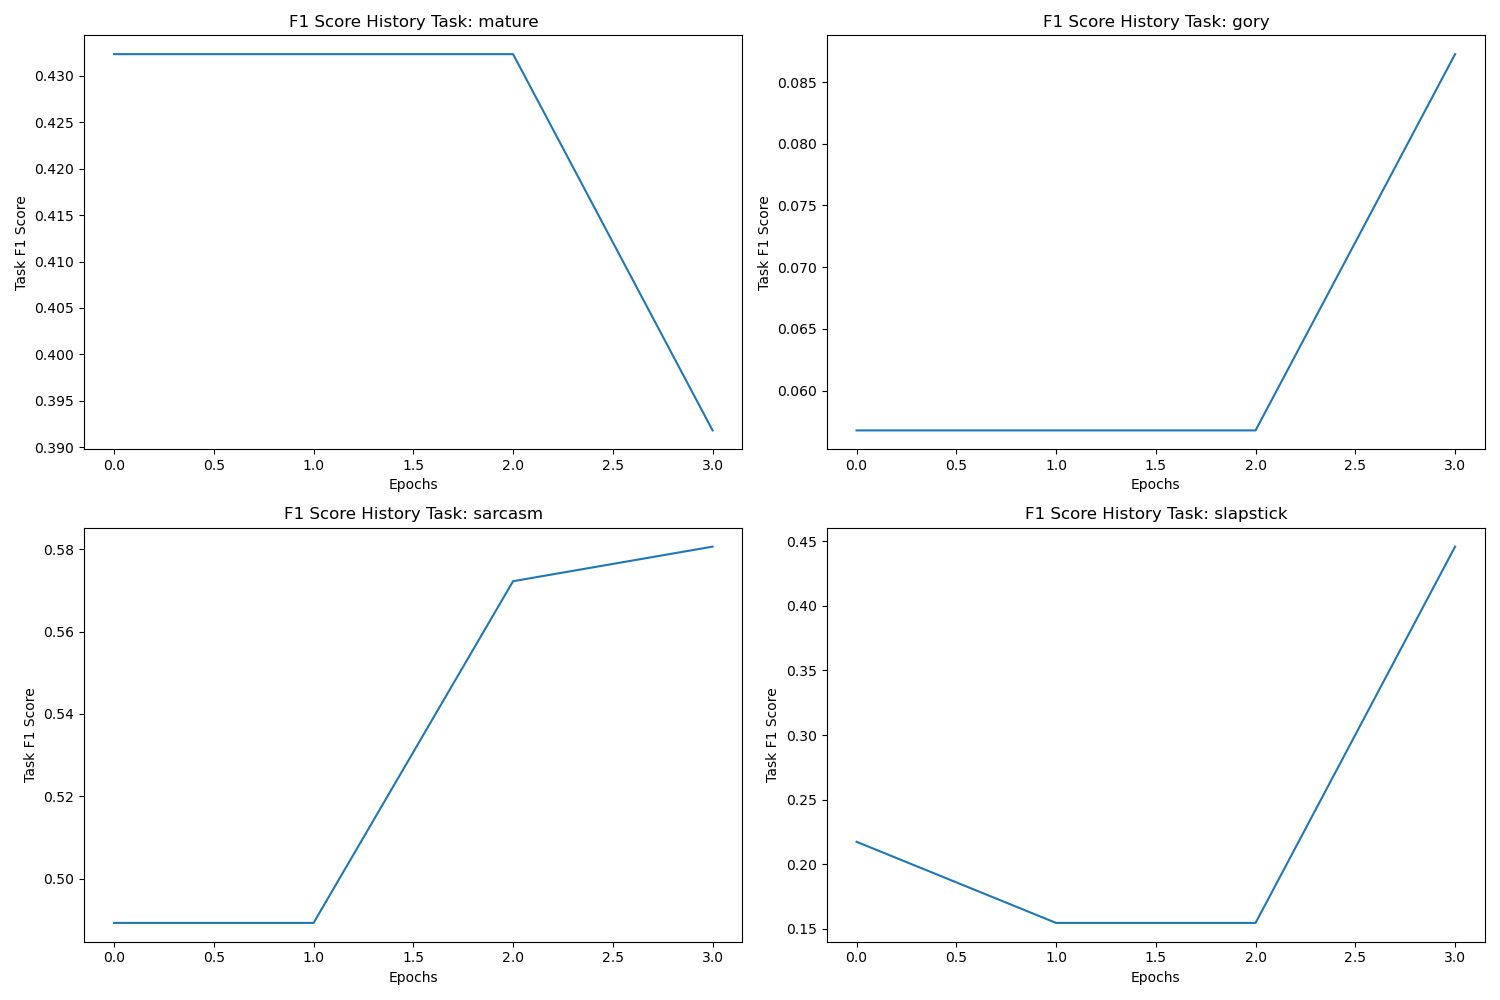 F1 Score History Task: mature
Task F1 Score
0.430
0.425
0.420
0.415
0.410
0.405
0.400
0.395
0.390
0.0 0.5 1.0 1.5 2.0 2.5 3.0
Epochs
F1 Score History Task: gory
Task F1 Score
0.085
0.080
0.075
0.070
0.065
0.060
0.0 0.5 1.0 1.5 2.0 2.5 3.0
Epochs
F1 Score History Task: sarcasm
Task F1 Score
0.58
0.56
0.54
0.52
0.50
0.0 0.5 1.0 1.5 2.0 2.5 3.0
Epochs
F1 Score History Task: slapstick
Task F1 Score
0.45
0.40
0.35
0.30
0.25
0.20
0.15
0.0 0.5 1.0 1.5 2.0 2.5 3.0
Epochs